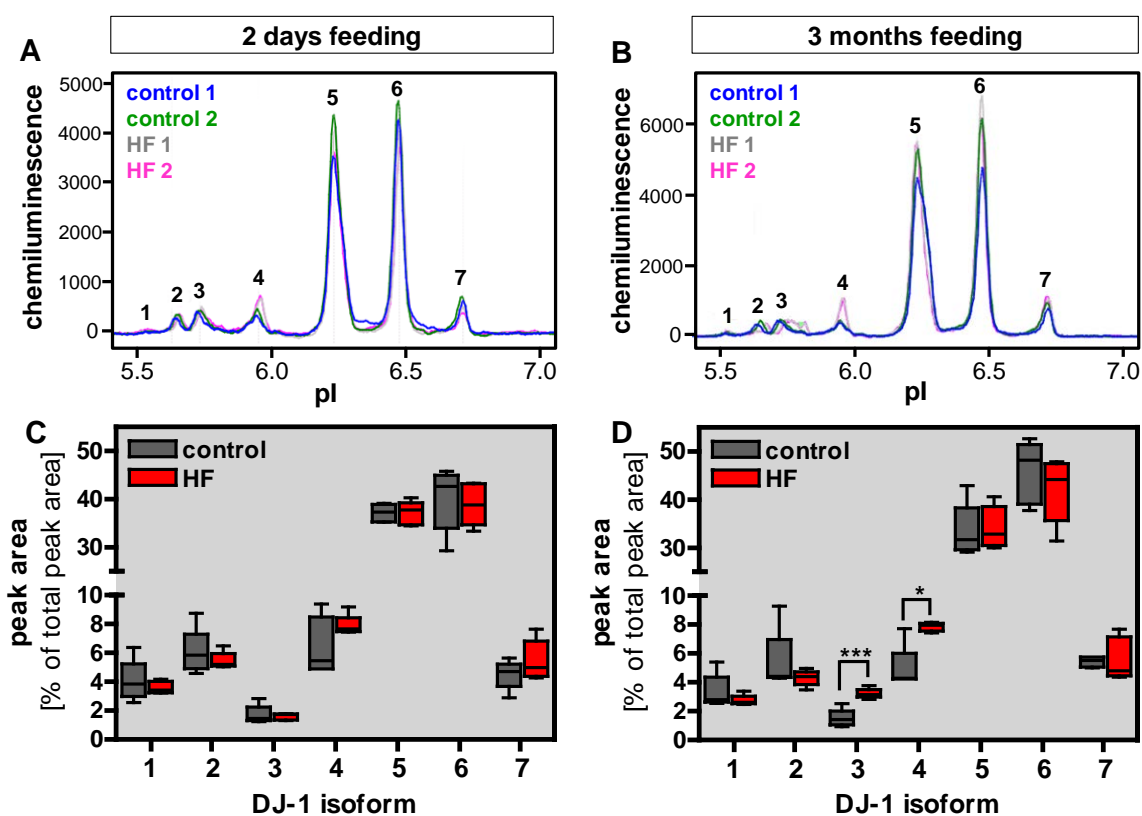 2 days feeding
3 months feeding
A
control 1
control 2
HF 1
HF 2
chemiluminescence
5000
4000
3000
2000
1000
0
1
2
3
4
5
6
7
5.5
6.0
6.5
7.0
pI
B
control 1
control 2
HF 1
HF 2
chemiluminescence
6000
4000
2000
0
1
2
3
4
5
6
7
5.5
6.0
6.5
7.0
pI
C
control
HF
peak area
[% of total peak area]
50
40
30
10
8
6
4
2
0
1
2
3
4
5
6
7
DJ-1 isoform
D
control
HF
peak area
[% of total peak area]
50
40
30
10
8
6
4
2
0
***
*
1
2
3
4
5
6
7
DJ-1 isoform